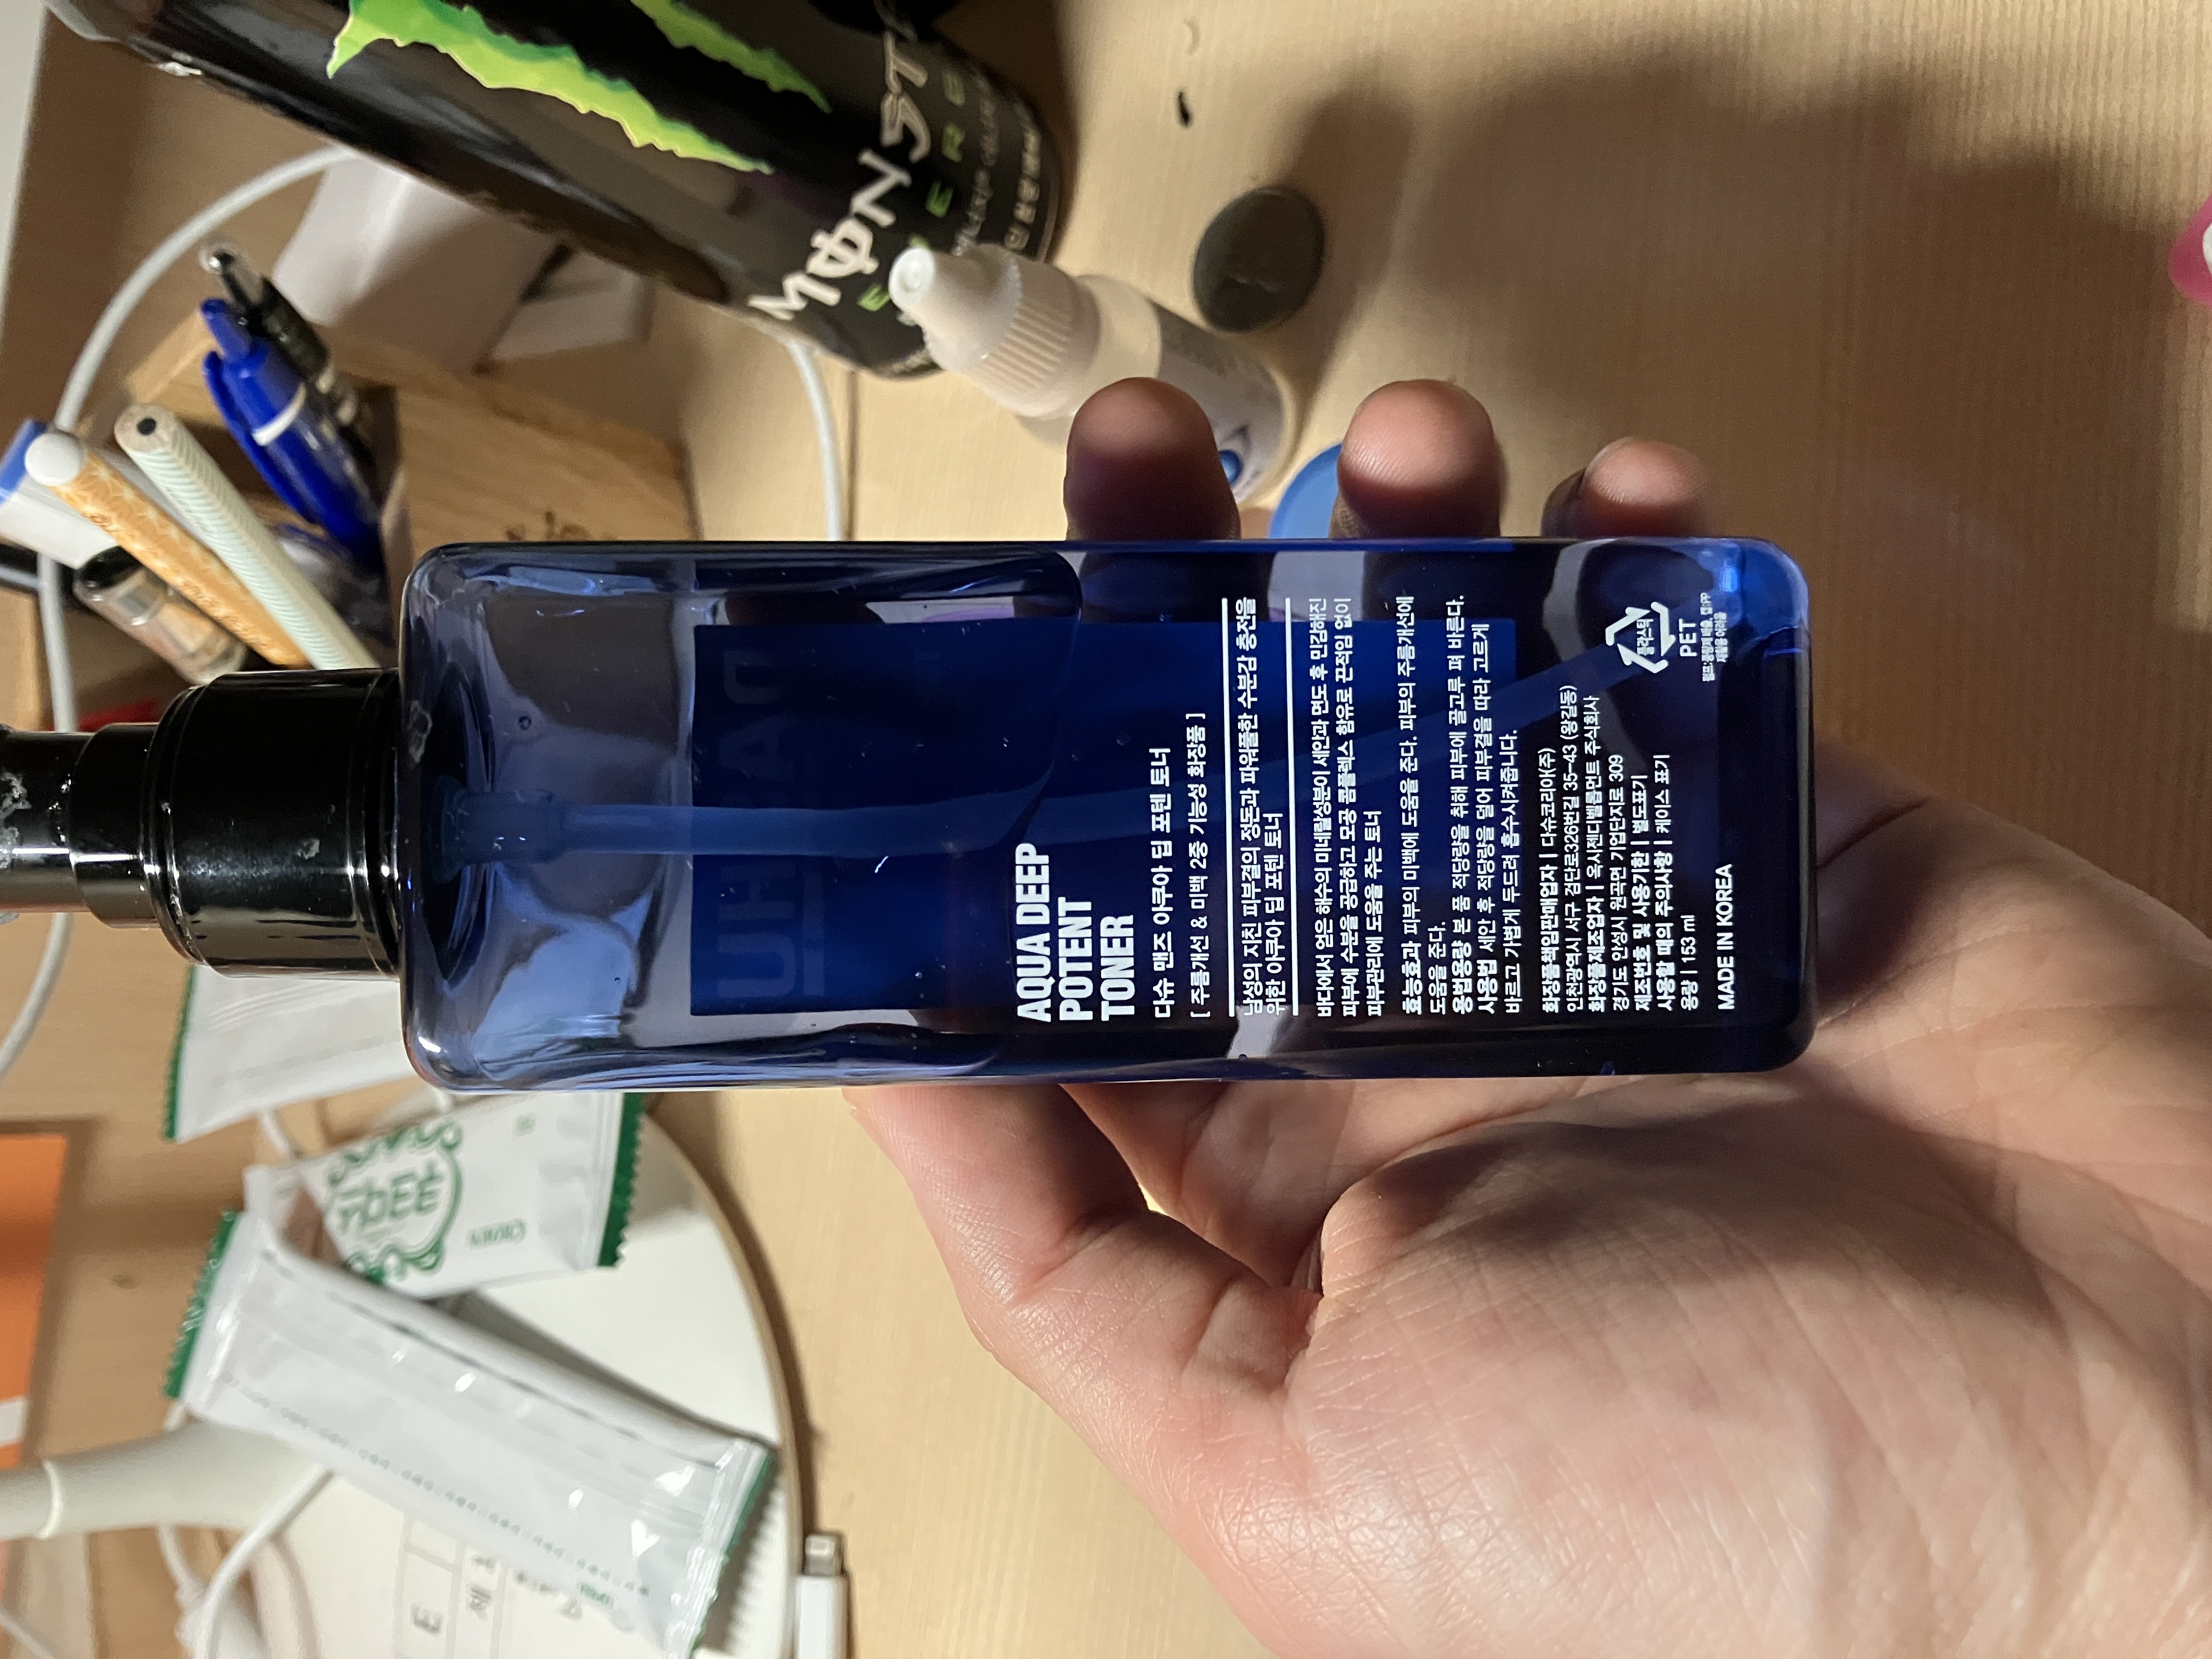 AQUA DEEP
POTENT
TONER
다슈 맨즈 아쿠아 딥 포텐 토너
[ 주름개선 & 미백 2중 기능성 화장품 ]
남성의 지친 피부결의 정돈과 파워풀한 수분감 충전을
위한 아쿠아 딥 포텐 토너
바다에서 얻은 해수의 미네랄성분이 세안과 면도 후 민감해진
피부에 수분을 공급하고 모공 콤플렉스 함유로 끈적임 없이
피부관리에 도움을 주는 토너
효능효과 피부의 미백에 도움을 준다. 피부의 주름개선에
도움을 준다.
용법용량 본 품 적당량을 취해 피부에 골고루 펴 바른다.
사용법 세안 후 적당량을 덜어 피부결을 따라 고르게
바르고 가볍게 두드려 흡수시켜줍니다.
화장품책임판매업자 | 다슈코리아(주)
인천광역시 서구 검단로326번길 35-43 (왕길동)
화장품제조업자 | 옥시젠디벨롭먼트 주식회사
경기도 안성시 원곡면 기업단지로 309
제조번호 및 사용기한 | 별도표기
사용할 때의 주의사항 | 케이스 표기
용량 | 153 ml
MADE IN KOREA
플라스틱
PET
펌프:종량제 배출, 캡:PP
재활용 어려움
E
제